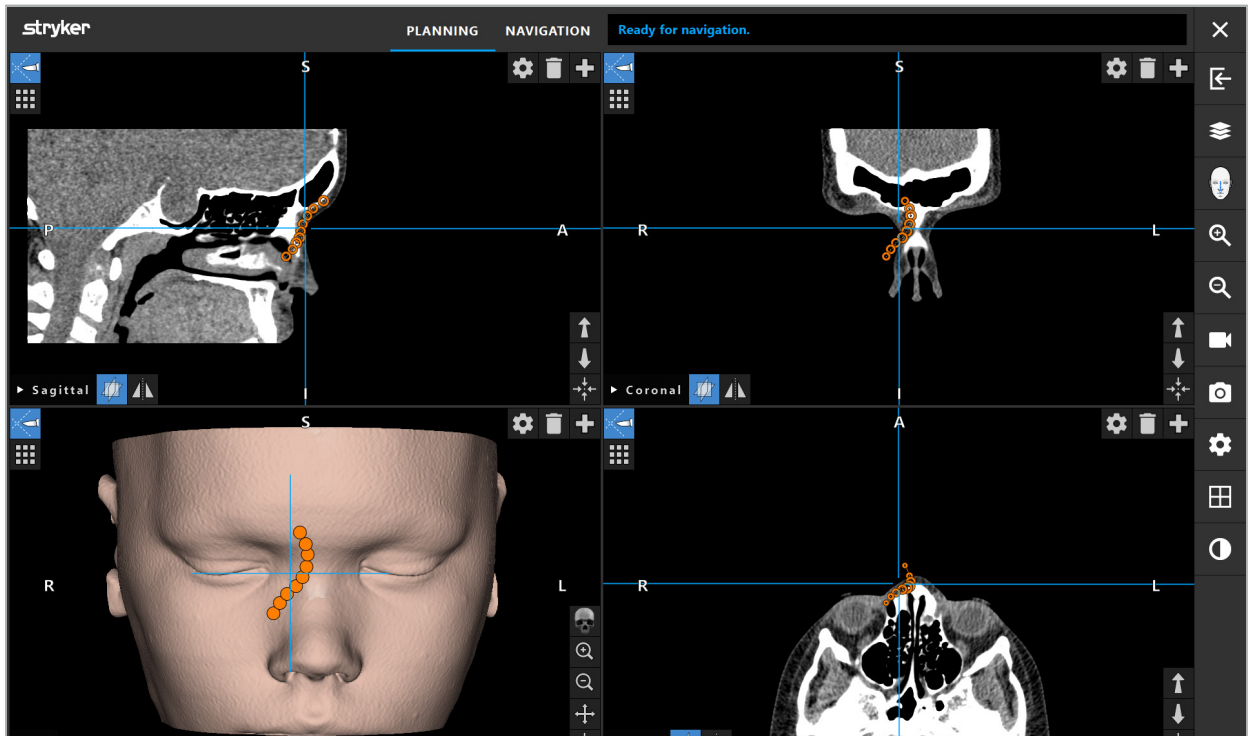 stryker
PLANNING NAVIGATION Ready for navigation.
S
P A
I
Sagittal
S
R L
I
Coronal
S
R L
A
R L